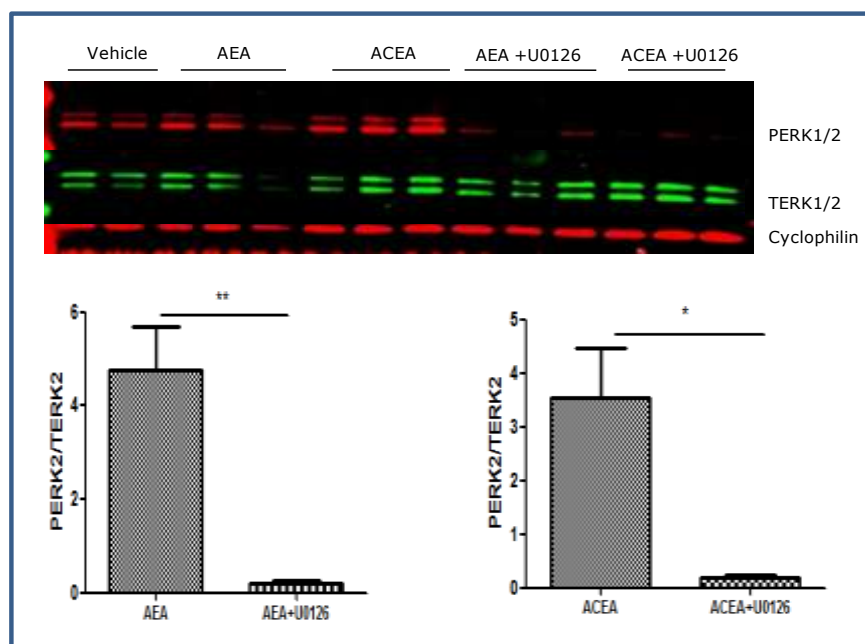 Vehicle AEA ACEA AEA +U0126 ACEA +U0126
PERK1/2
TERK1/2
Cyclophilin
**
6
4
2
0
PERK2/TERK2
AEA AEA+U0126
*
5
4
3
2
1
0
PERK2/TERK2
ACEA ACEA+U0126